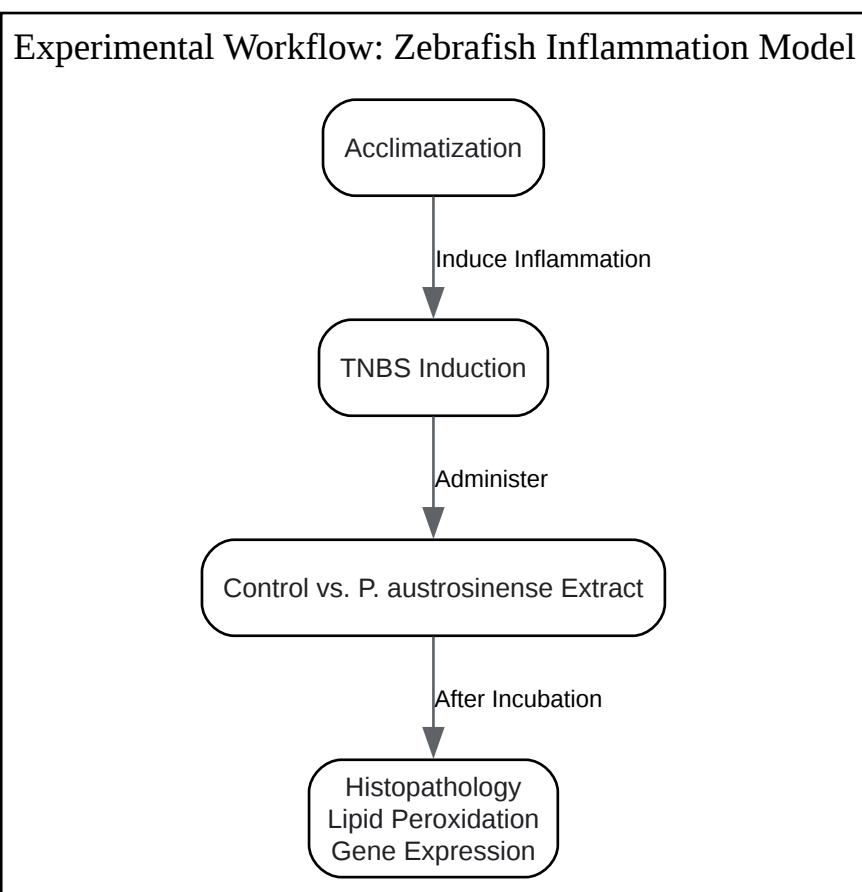 Experimental Workflow: Zebrafish Inflammation Model
Acclimatization
Induce Inflammation
TNBS Induction
Administer
Control vs. P. austrosinense Extract
After Incubation
Histopathology
Lipid Peroxidation
Gene Expression